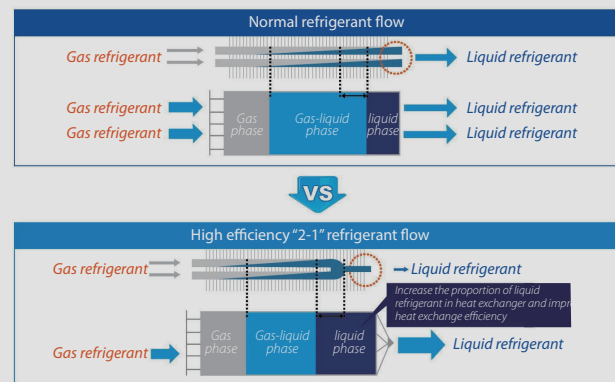 Normal refrigerant flow
Gas refrigerant
Liquid refrigerant
Gas refrigerant
Gas refrigerant
Gas
phase
Gas-liquid
phase
liquid
phase
Liquid refrigerant
Liquid refrigerant
VS
High efficiency "2-1" refrigerant flow
Gas refrigerant
Liquid refrigerant
Increase the proportion of liquid
refrigerant in heat exchanger and impr
heat exchange efficiency
Gas refrigerant
Gas
phase
Gas-liquid
phase
liquid
phase
Liquid refrigerant